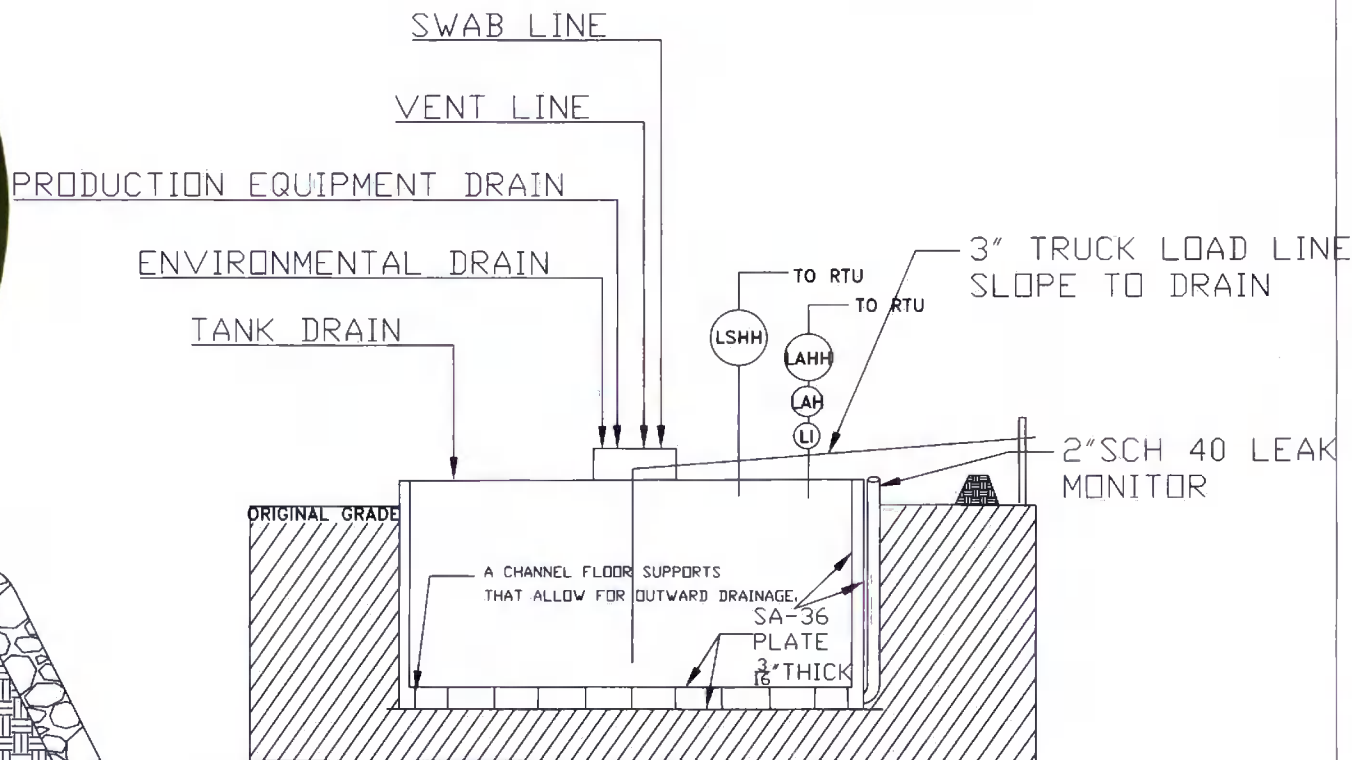 SWAB LINE
VENT LINE
PRODUCTION EQUIPMENT DRAIN
ENVIRONMENTAL DRAIN
TANK DRAIN
3" TRUCK LOAD LINE
SLOPE TO DRAIN
TO RTU
TO RTU
LSHH
LAHH
LAH
LI
2"SCH 40 LEAK
MONITOR
ORIGINAL GRADE
A CHANNEL FLOOR SUPPORTS
THAT ALLOW FOR OUTWARD DRAINAGE.
SA-36
PLATE
3/16"THICK